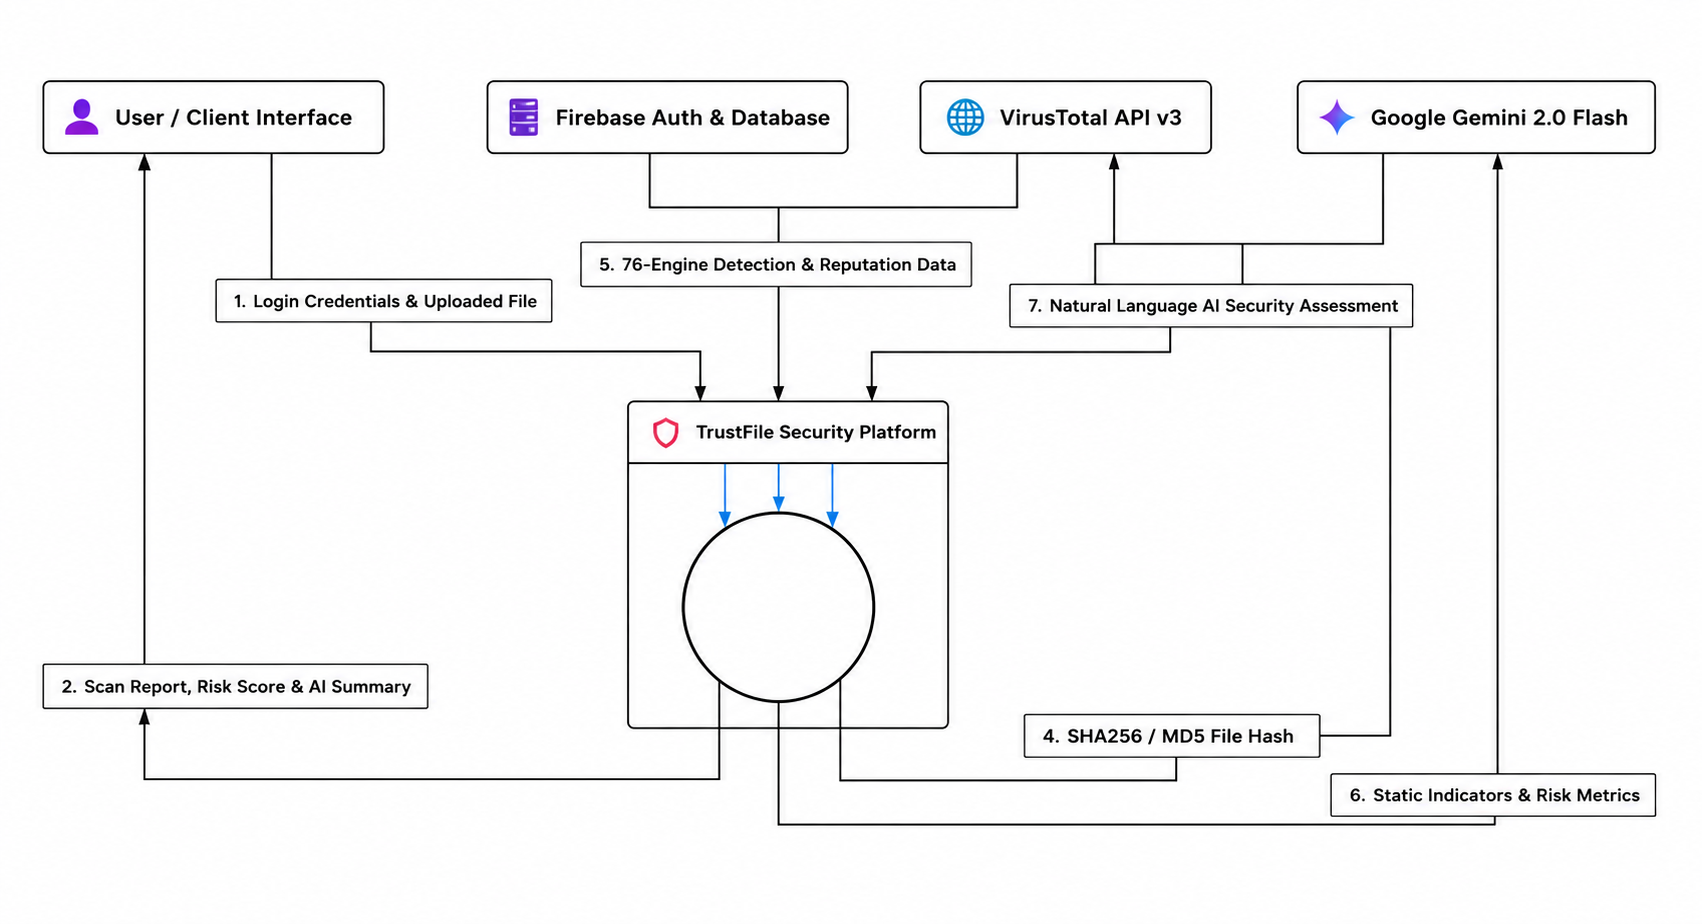 User / Client Interface
Firebase Auth & Database
VirusTotal API v3
Google Gemini 2.0 Flash
5. 76-Engine Detection & Reputation Data
1. Login Credentials & Uploaded File
7. Natural Language AI Security Assessment
TrustFile Security Platform
2. Scan Report, Risk Score & AI Summary
4. SHA256 / MD5 File Hash
6. Static Indicators & Risk Metrics